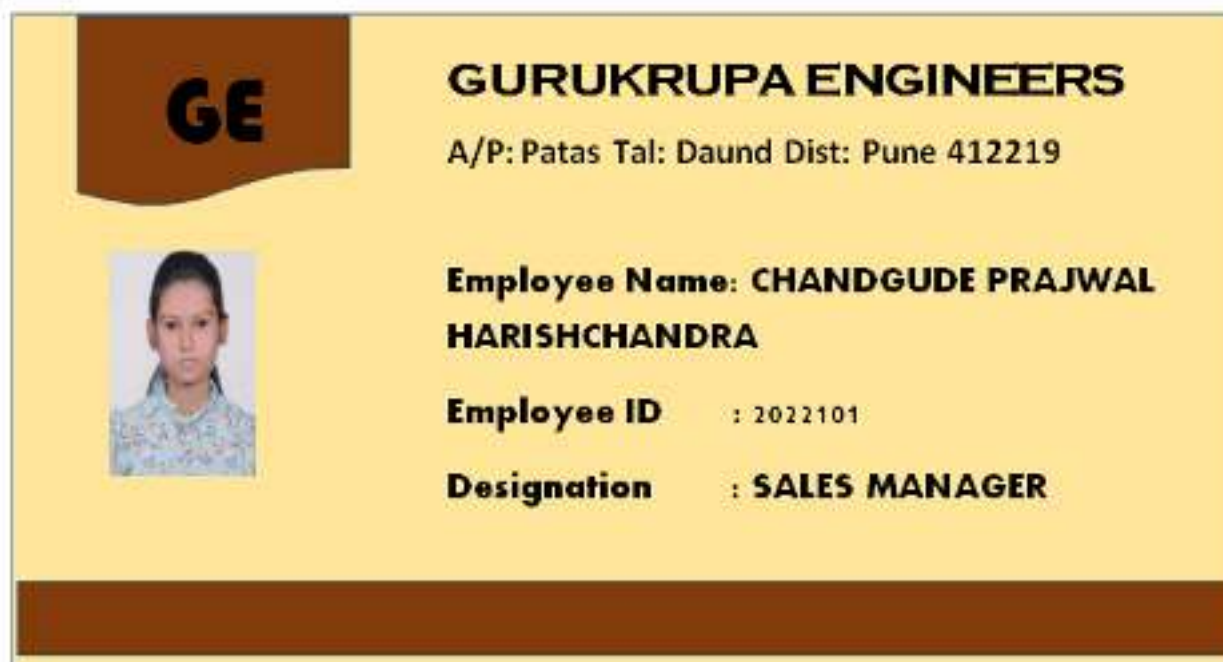 GE
GURUKRUPA ENGINEERS
A/P: Patas Tal: Daund Dist: Pune 412219
Employee Name: CHANDGUDE PRAJWAL
HARISHCHANDRA
Employee ID : 2022101
Designation : SALES MANAGER